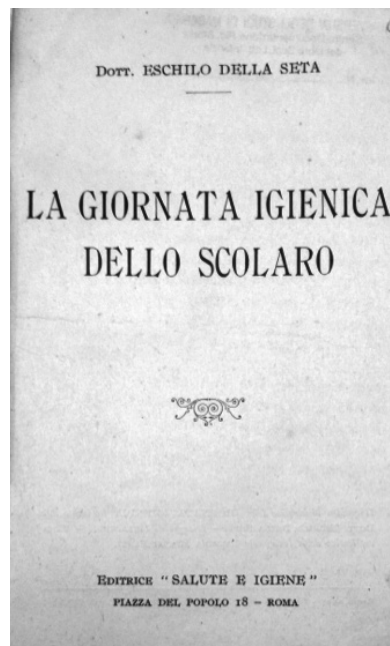 Dott. ESCHILO DELLA SETA
LA GIORNATA IGIENICA
DELLO SCOLARO
Editrice "SALUTE E IGIENE"
PIAZZA DEL POPOLO 18 - ROMA